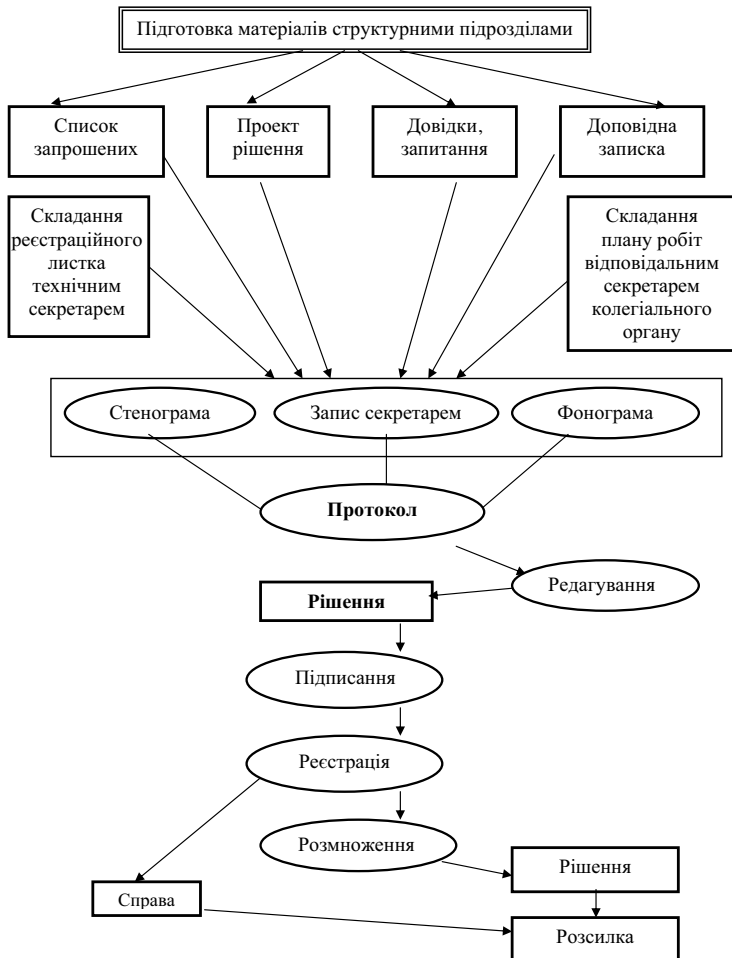 Підготовка матеріалів структурними підрозділами
Список
запрошених
Проект
рішення
Довідки,
запитання
Доповідна
записка
Складання
реєстраційного
листка
технічним
секретарем
Складання
плану робіт
відповідальним
секретарем
колегіального
органу
Стенограма
Запис секретарем
Фонограма
Протокол
Редагування
Рішення
Підписання
Реєстрація
Розмноження
Рішення
Справа
Розсилка